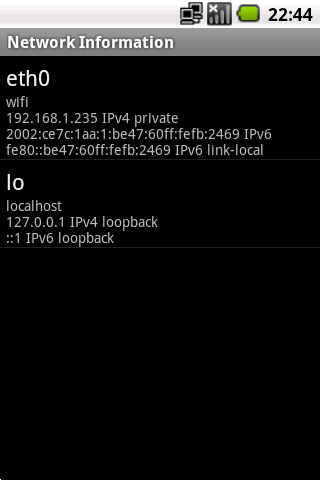 22:44
Network Information
eth0
wifi
192.168.1.235 IPv4 private
2002:ce7c:1aa:1:be47:60ff:fefb:2469 IPv6
fe80::be47:60ff:fefb:2469 IPv6 link-local
lo
localhost
127.0.0.1 IPv4 loopback
::1 IPv6 loopback